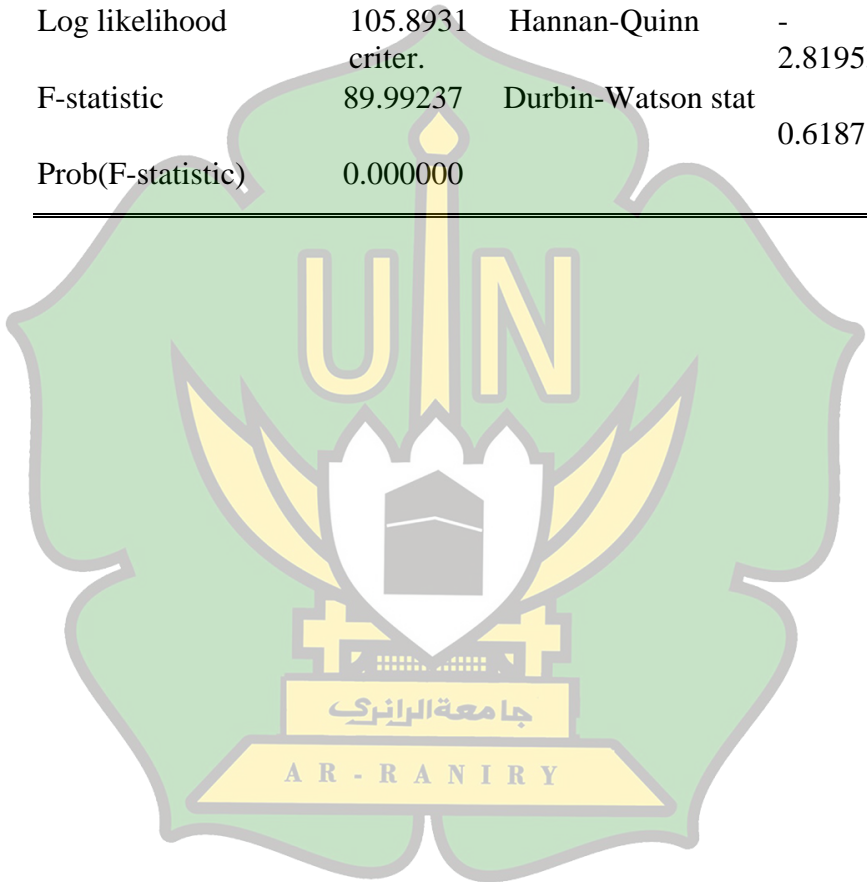 Log likelihood 105.8931 Hannan-Quinn -
criter. 2.8195
F-statistic 89.99237 Durbin-Watson stat
0.6187
Prob(F-statistic) 0.000000
UIN
جامعة الرانري
AR-RANIRY